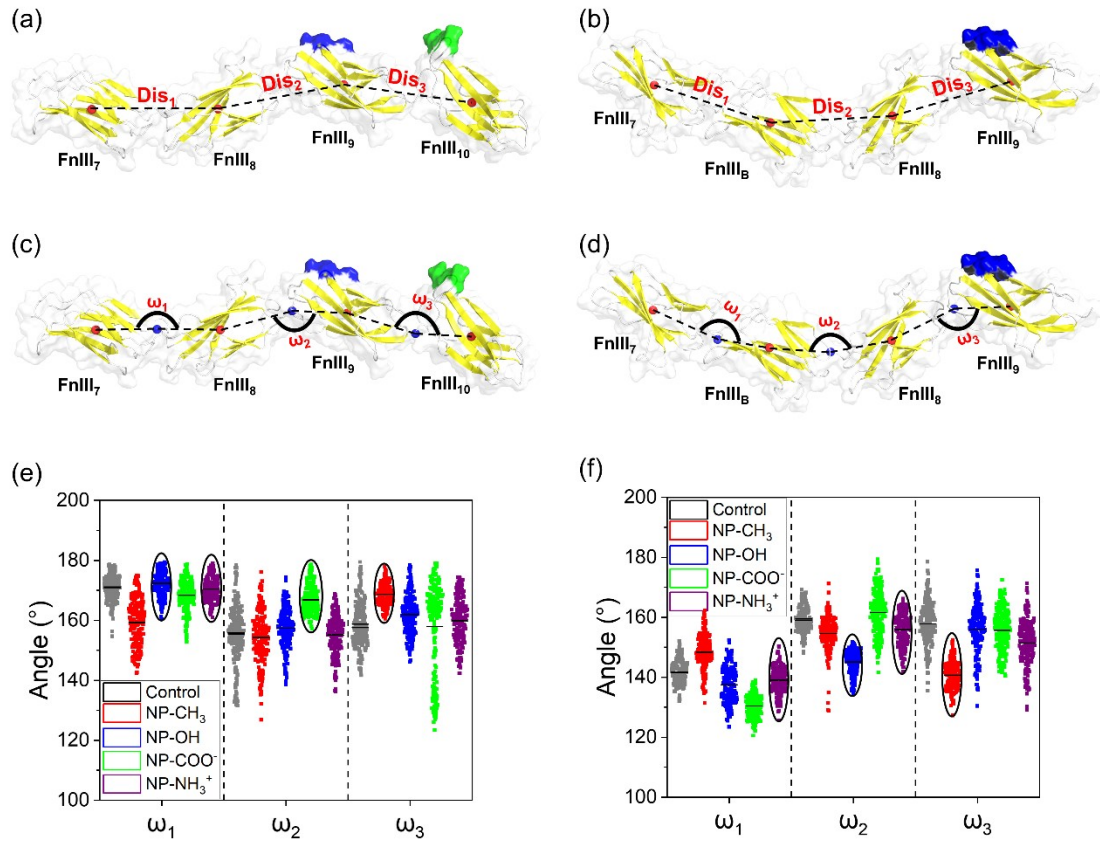 (a)
Dis₁
Dis₂
Dis₃
FnIII₇
FnIII₈
FnIII₉
FnIII₁₀
(b)
Dis₁
Dis₂
Dis₃
FnIII₇
FnIII_B
FnIII₈
FnIII₉
(c)
ω₁
ω₂
ω₃
FnIII₇
FnIII₈
FnIII₉
FnIII₁₀
(d)
ω₁
ω₂
ω₃
FnIII₇
FnIII_B
FnIII₈
FnIII₉
(e)
Angle (°)
200
180
160
140
120
100
Control
NP-CH₃
NP-OH
NP-COO⁻
NP-NH₃⁺
ω₁
ω₂
ω₃
(f)
Angle (°)
200
180
160
140
120
100
Control
NP-CH₃
NP-OH
NP-COO⁻
NP-NH₃⁺
ω₁
ω₂
ω₃